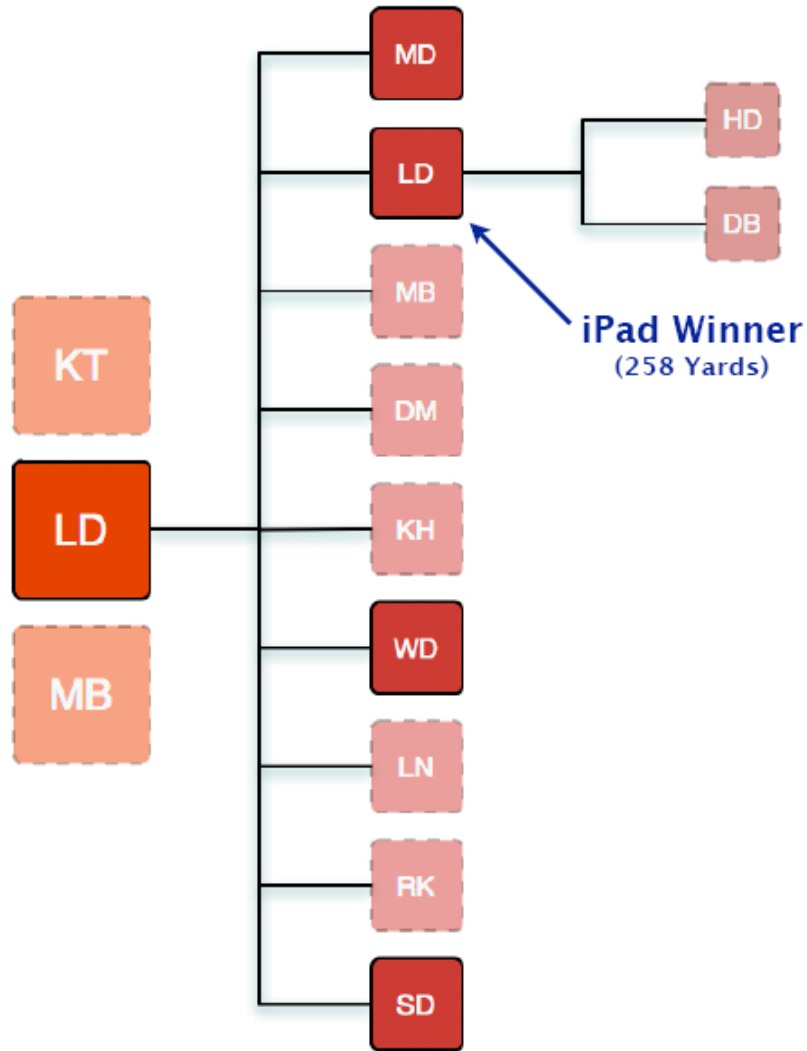 KT
LD
MB
MD
LD
MB
DM
KH
WD
LN
RK
SD
HD
DB
iPad Winner
(258 Yards)